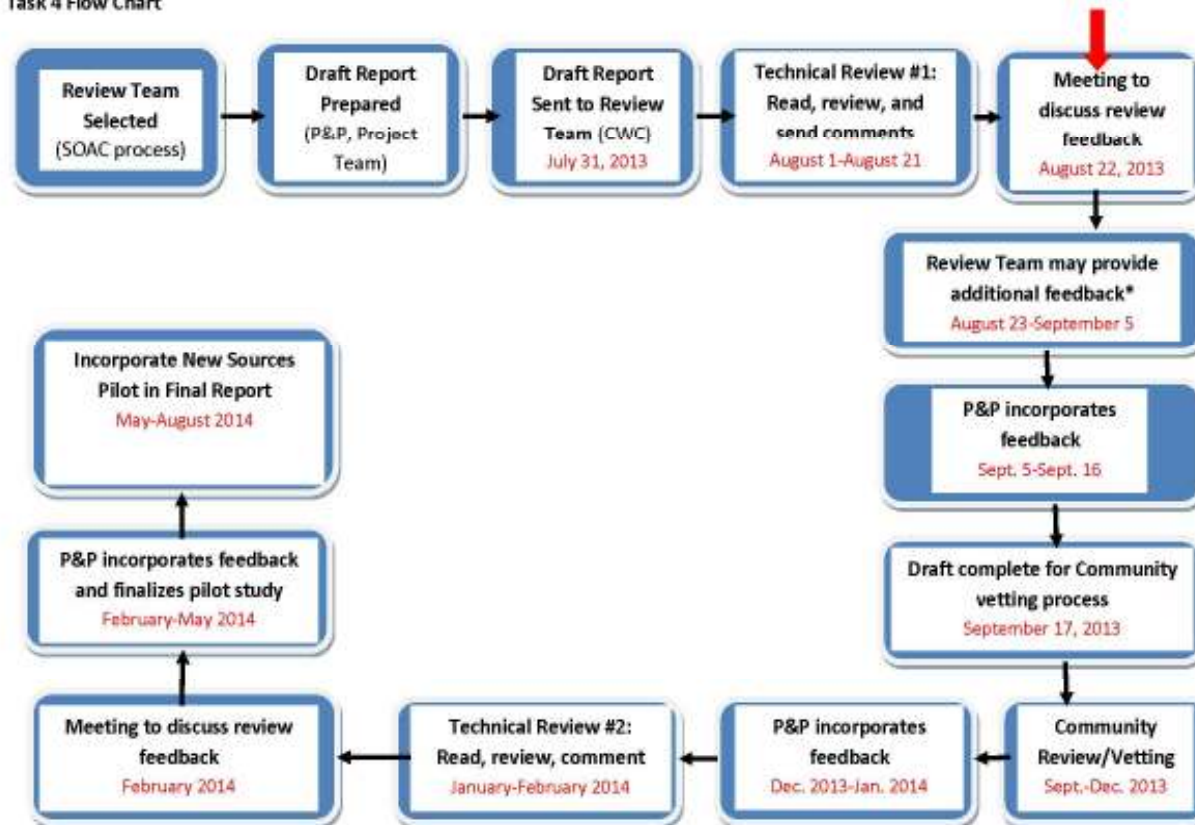 Task 4 Flow Chart
Review Team
Selected
(SOAC process)
Draft Report
Prepared
(P&P, Project
Team)
Draft Report
Sent to Review
Team (CWC)
July 31, 2013
Technical Review #1:
Read, review, and
send comments
August 1-August 21
Meeting to
discuss review
feedback
August 22, 2013
Review Team may provide
additional feedback*
August 23-September 5
P&P incorporates
feedback
Sept. 5-Sept. 16
Draft complete for Community
vetting process
September 17, 2013
Community
Review/Vetting
Sept.-Dec. 2013
P&P incorporates
feedback
Dec. 2013-Jan. 2014
Technical Review #2:
Read, review, comment
January-February 2014
Meeting to discuss review
feedback
February 2014
P&P incorporates feedback
and finalizes pilot study
February-May 2014
Incorporate New Sources
Pilot in Final Report
May-August 2014